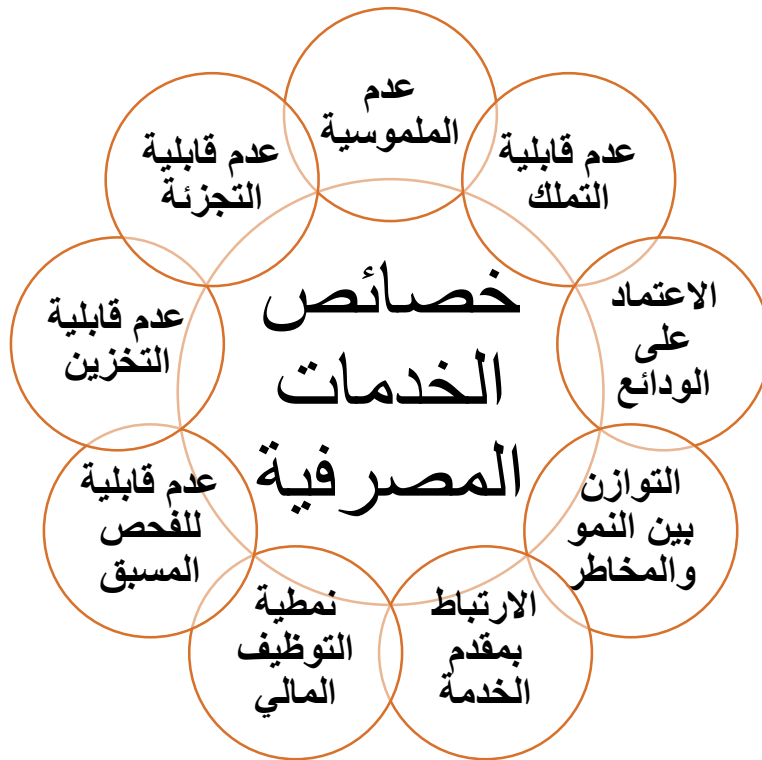 عدم
الملموسية
عدم قابلية
التملك
الاعتماد
على
الودائع
التوازن
بين النمو
والمخاطر
الارتباط
بمقدم
الخدمة
نمطية
التوظيف
المالي
عدم قابلية
للفحص
المسبق
عدم قابلية
التخزين
عدم قابلية
التجزئة
خصائص
الخدمات
المصرفية